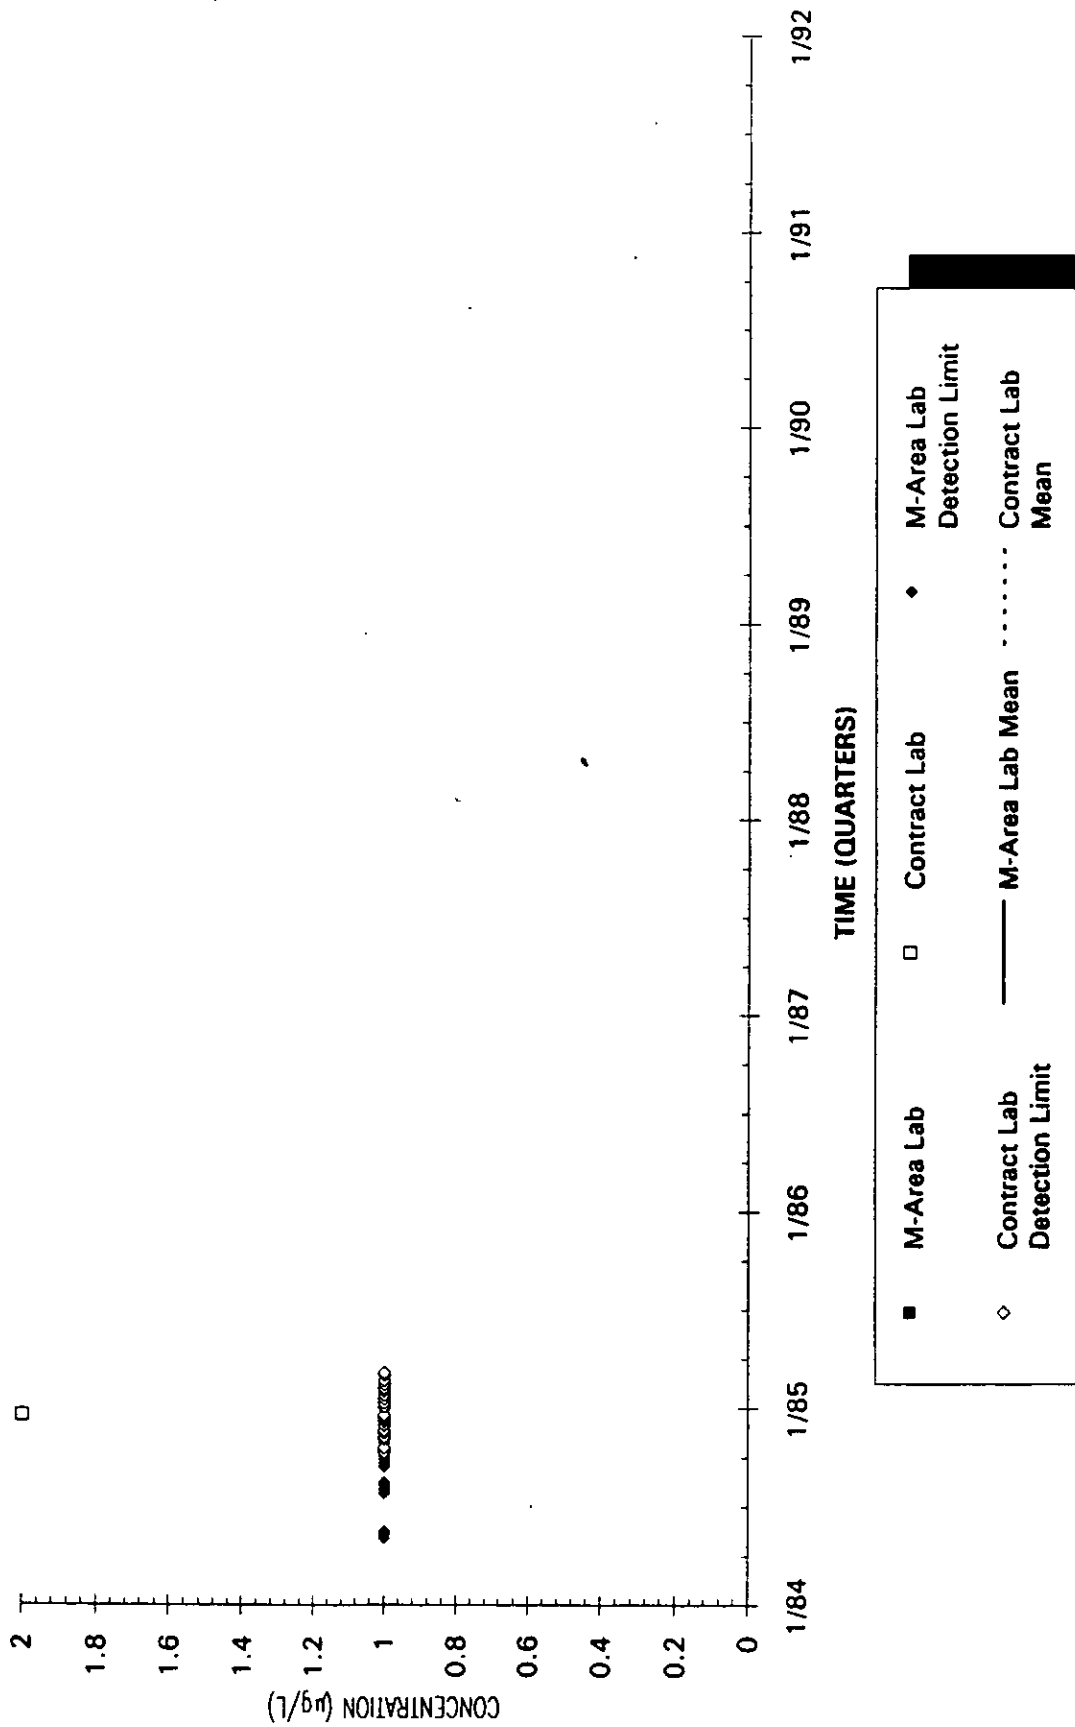 CONCENTRATION (µg/L)
2
1.8
1.6
1.4
1.2
1
0.8
0.6
0.4
0.2
0
1/84
1/85
1/86
1/87
1/88
1/89
1/90
1/91
1/92
TIME (QUARTERS)
M-Area Lab
Contract Lab
M-Area Lab
Detection Limit
Contract Lab
Detection Limit
M-Area Lab Mean
Contract Lab
Mean